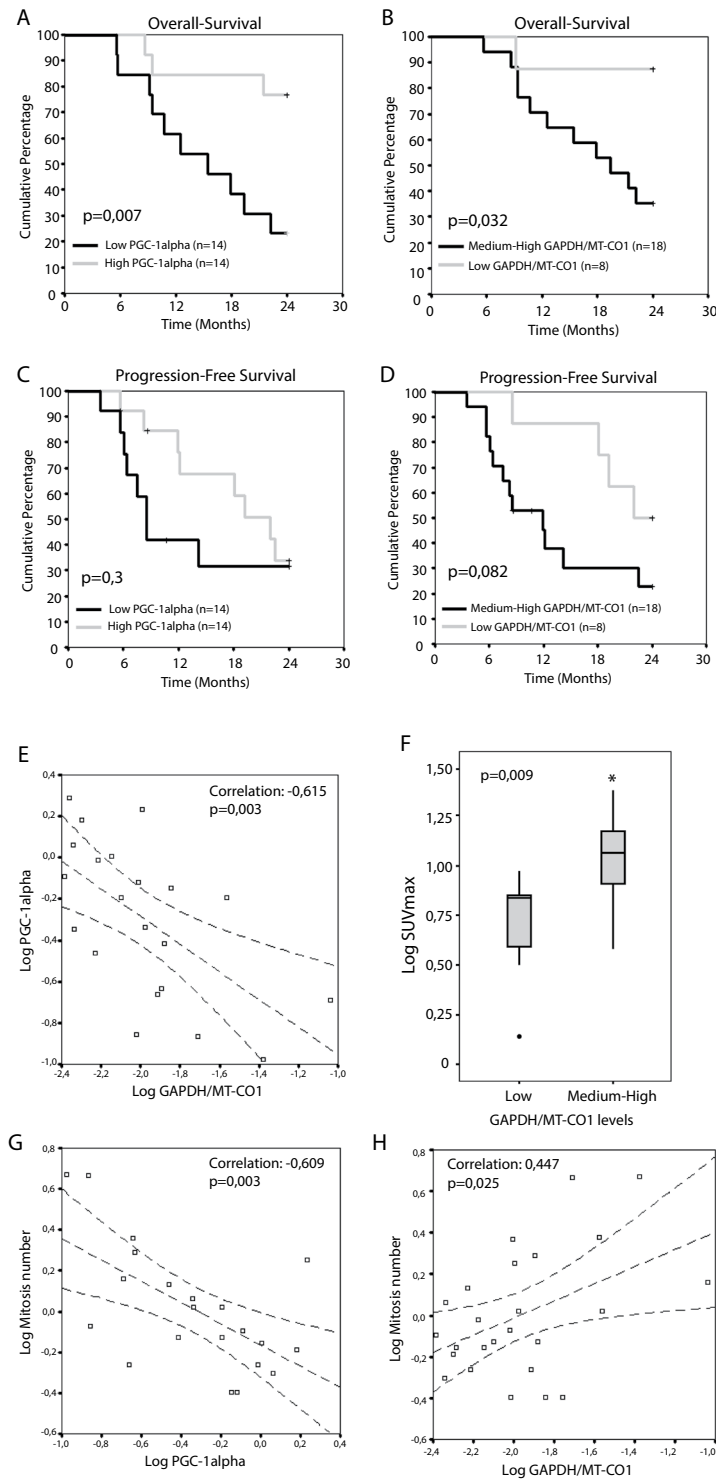 A
Overall-Survival
Cumulative Percentage
100
90
80
70
60
50
40
30
20
10
0
p=0,007
Low PGC-1alpha (n=14)
High PGC-1alpha (n=14)
0 6 12 18 24 30
Time (Months)
B
Overall-Survival
Cumulative Percentage
100
90
80
70
60
50
40
30
20
10
0
p=0,032
Medium-High GAPDH/MT-CO1 (n=18)
Low GAPDH/MT-CO1 (n=8)
0 6 12 18 24 30
Time (Months)
C
Progression-Free Survival
Cumulative Percentage
100
90
80
70
60
50
40
30
20
10
0
p=0,3
Low PGC-1alpha (n=14)
High PGC-1alpha (n=14)
0 6 12 18 24 30
Time (Months)
D
Progression-Free Survival
Cumulative Percentage
100
90
80
70
60
50
40
30
20
10
0
p=0,082
Medium-High GAPDH/MT-CO1 (n=18)
Low GAPDH/MT-CO1 (n=8)
0 6 12 18 24 30
Time (Months)
E
Correlation: -0,615
p=0,003
Log PGC-1alpha
0,4
0,2
0,0
-0,2
-0,4
-0,6
-0,8
-1,0
-2,4 -2,2 -2,0 -1,8 -1,6 -1,4 -1,2 -1,0
Log GAPDH/MT-CO1
F
p=0,009
*
Log SUVmax
1,50
1,25
1,00
0,75
0,50
0,25
0
Low Medium-High
GAPDH/MT-CO1 levels
G
Correlation: -0,609
p=0,003
Log Mitosis number
0,8
0,6
0,4
0,2
0,0
-0,2
-0,4
-0,6
-1,0 -0,8 -0,6 -0,4 -0,2 0,0 0,2 0,4
Log PGC-1alpha
H
Correlation: 0,447
p=0,025
Log Mitosis number
0,8
0,6
0,4
0,2
0,0
-0,2
-0,4
-0,6
-2,4 -2,2 -2,0 -1,8 -1,6 -1,4 -1,2 -1,0
Log GAPDH/MT-CO1